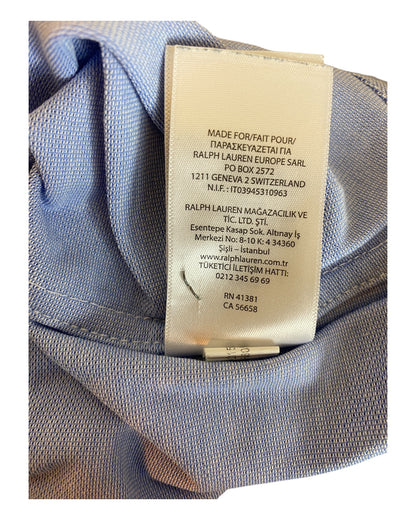 MADE FOR/FAIT POUR/
ΠΑΡΑΣΚΕΥΑΖΕΤΑΙ ΓΙΑ
RALPH LAUREN EUROPE SARL
PO BOX 2572
1211 GENEVA 2 SWITZERLAND
N.I.F.: IT03945310963
RALPH LAUREN MAĞAZACILIK VE
TİC. LTD. ŞTİ.
Esentepe Kasap Sok. Altınay İş
Merkezi No: 8-10 K: 4 34360
Şişli – İstanbul
www.ralphlauren.com.tr
TÜKETİCİ İLETİŞİM HATTI:
0212 345 69 69
RN 41381
CA 56658